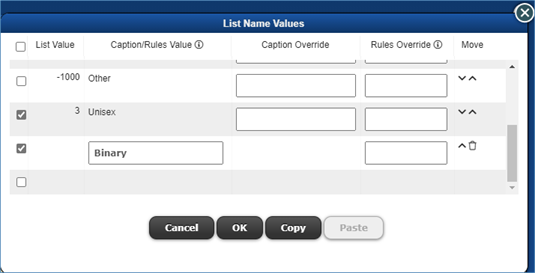 List Name Values
List Value Caption/Rules Value Caption Override Rules Override Move
-1000 Other
3 Unisex
Binary
Cancel OK Copy Paste